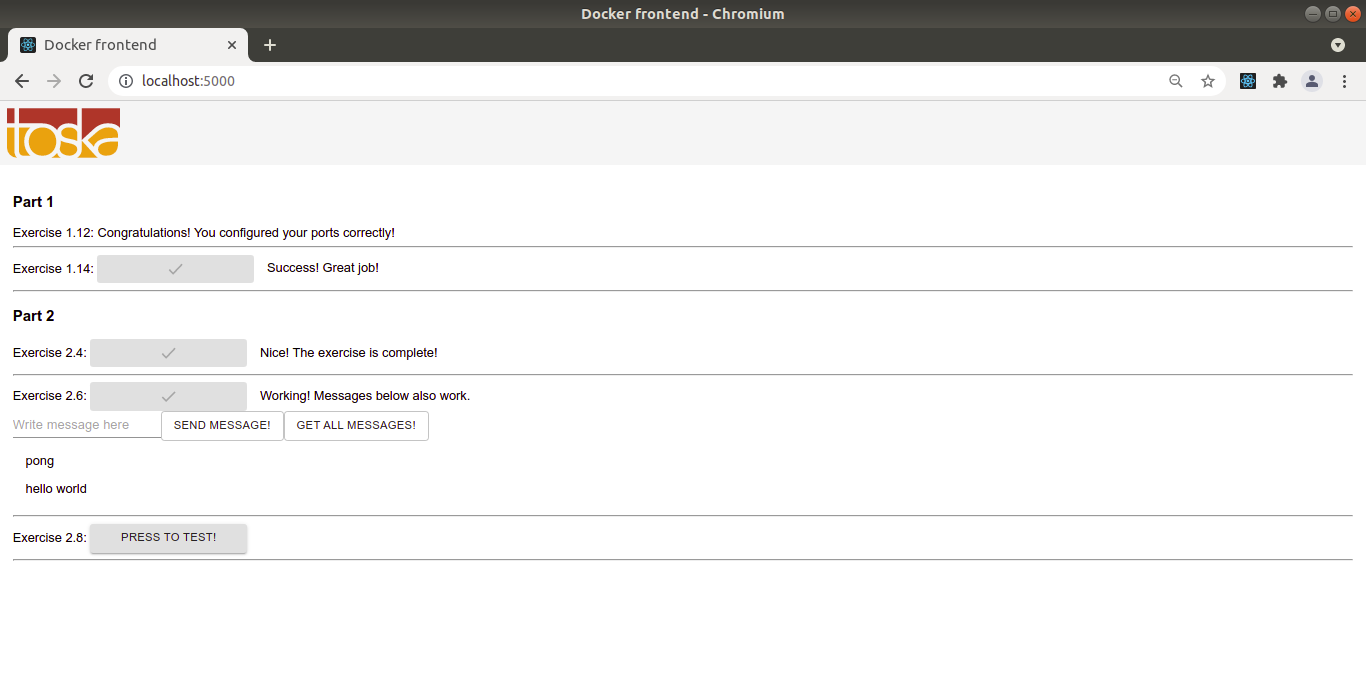 Docker frontend - Chromium
Docker frontend
localhost:5000
toska
Part 1
Exercise 1.12: Congratulations! You configured your ports correctly!
Exercise 1.14: Success! Great job!
Part 2
Exercise 2.4: Nice! The exercise is complete!
Exercise 2.6: Working! Messages below also work.
Write message here SEND MESSAGE! GET ALL MESSAGES!
pong
hello world
Exercise 2.8: PRESS TO TEST!